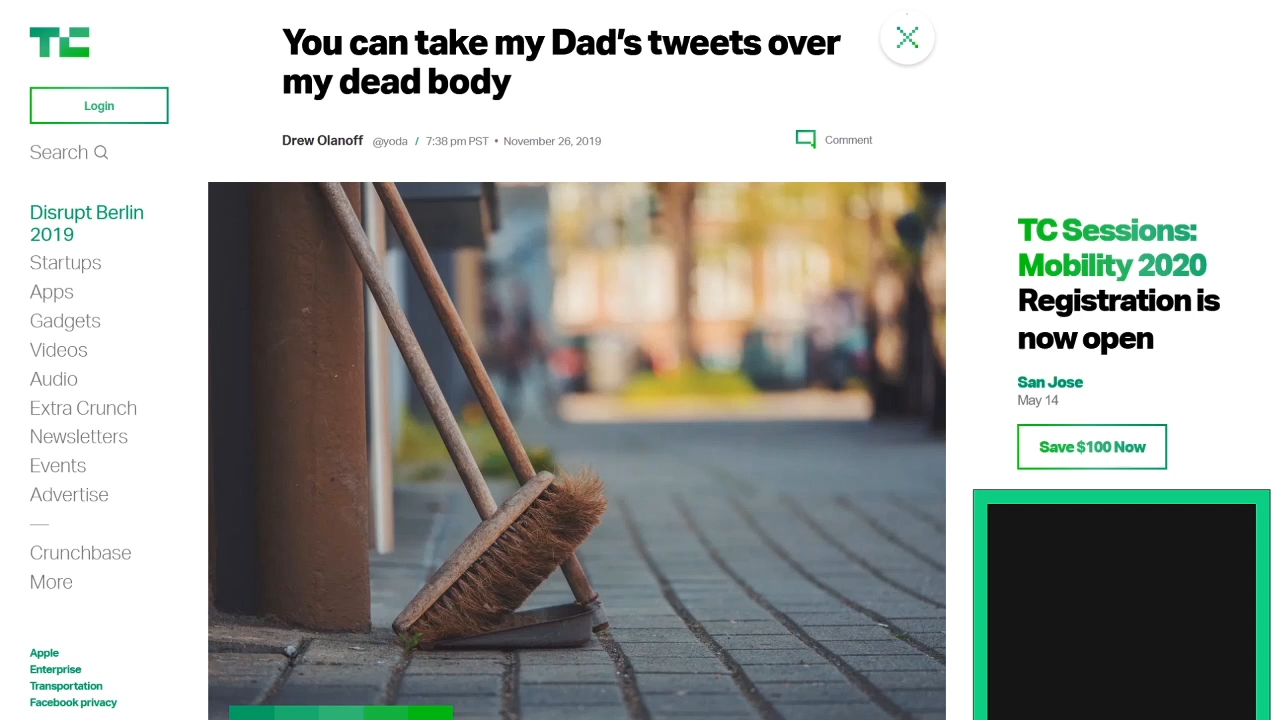 TC
Login
Search
Disrupt Berlin
2019
Startups
Apps
Gadgets
Videos
Audio
Extra Crunch
Newsletters
Events
Advertise
—
Crunchbase
More
Apple
Enterprise
Transportation
Facebook privacy
You can take my Dad's tweets over
my dead body
Drew Olanoff @yoda / 7:38 pm PST • November 26, 2019
Comment
TC Sessions:
Mobility 2020
Registration is
now open
San Jose
May 14
Save $100 Now